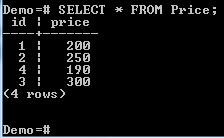 Demo=# SELECT * FROM Price;
 id | price
----+-------
  1 |   200
  2 |   250
  4 |   190
  3 |   300
(4 rows)
Demo=#